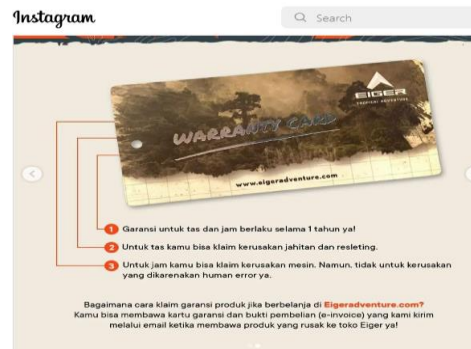 Instagram
Search
EIGER
TROPICAL ADVENTURE
WARRANTY CARD
www.eigeradventure.com
1 Garansi untuk tas dan jam berlaku selama 1 tahun ya!
2 Untuk tas kamu bisa klaim kerusakan jahitan dan resleting.
3 Untuk jam kamu bisa klaim kerusakan mesin. Namun, tidak untuk kerusakan
yang dikarenakan human error ya.
Bagaimana cara klaim garansi produk jika berbelanja di Eigeradventure.com?
Kamu bisa membawa kartu garansi dan bukti pembelian (e-invoice) yang kami kirim
melalui email ketika membawa produk yang rusak ke toko Eiger ya!